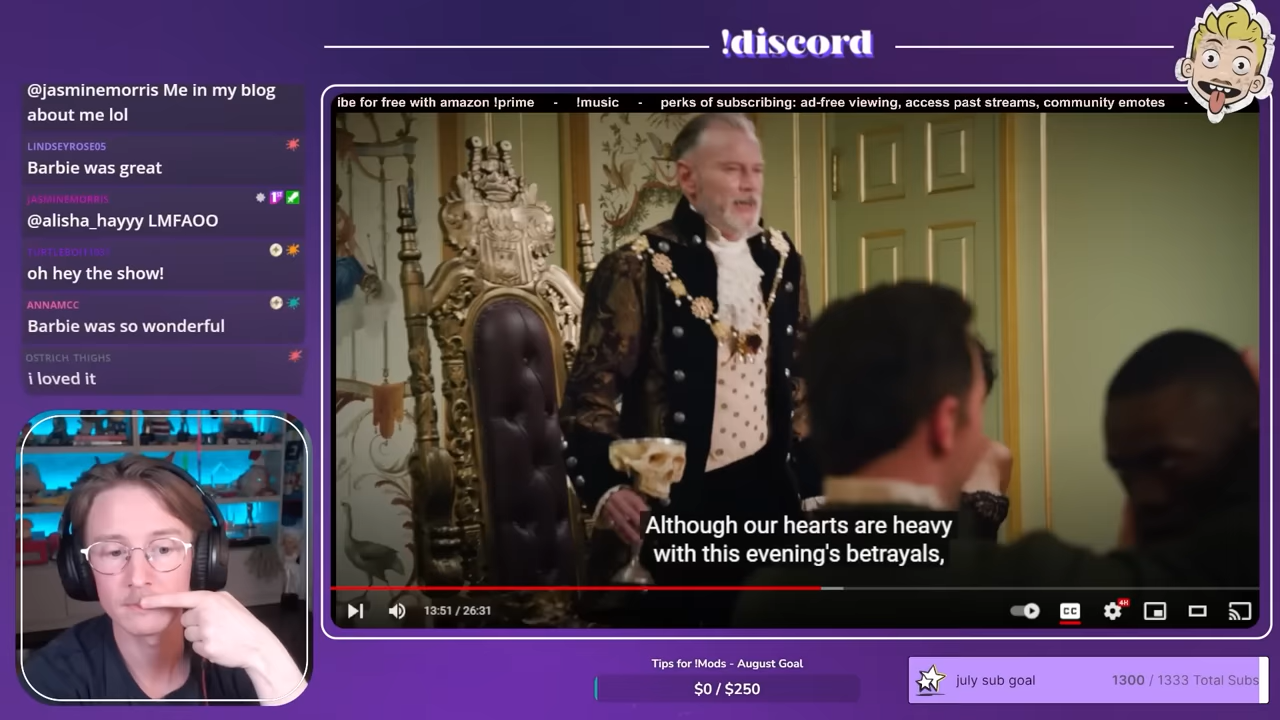 !discord
ibe for free with amazon !prime - !music - perks of subscribing: ad-free viewing, access past streams, community emotes -
@jasminemorris Me in my blog
about me lol
LINDSEYROSE05
Barbie was great
JASMINEMORRIS
@alisha_hayyy LMFAOO
oh hey the show!
ANNAMCC
Barbie was so wonderful
OSTRICH THIGHS
i loved it
Although our hearts are heavy
with this evening's betrayals,
13:51 / 26:31
CC
4H
Tips for !Mods - August Goal
$0 / $250
july sub goal
1300 / 1333 Total Subs